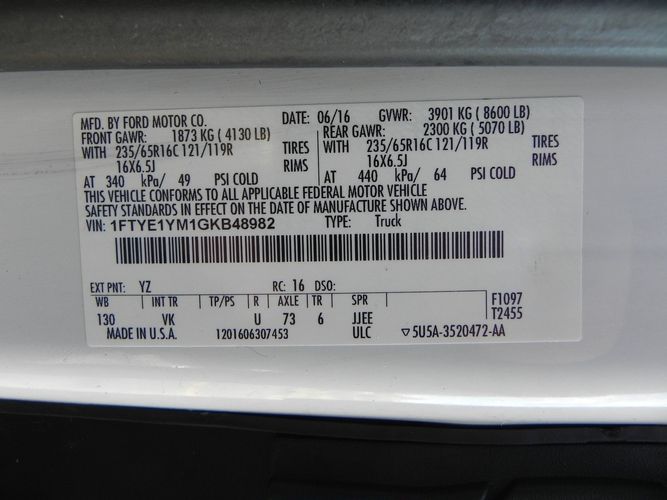 MFD. BY FORD MOTOR CO. DATE: 06/16 GVWR: 3901 KG ( 8600 LB)
FRONT GAWR: 1873 KG ( 4130 LB) REAR GAWR: 2300 KG ( 5070 LB)
WITH 235/65R16C 121/119R TIRES WITH 235/65R16C 121/119R TIRES
16X6.5J RIMS 16X6.5J RIMS
AT 340 kPa/ 49 PSI COLD AT 440 kPa/ 64 PSI COLD
THIS VEHICLE CONFORMS TO ALL APPLICABLE FEDERAL MOTOR VEHICLE
SAFETY STANDARDS IN EFFECT ON THE DATE OF MANUFACTURE SHOWN ABOVE.
VIN: 1FTYE1YM1GKB48982 TYPE: Truck
EXT PNT: YZ RC: 16 DSO:
WB INT TR TP/PS R AXLE TR SPR F1097
130 VK U 73 6 JJEE T2455
MADE IN U.S.A. 1201606307453 ULC ▽5U5A-3520472-AA